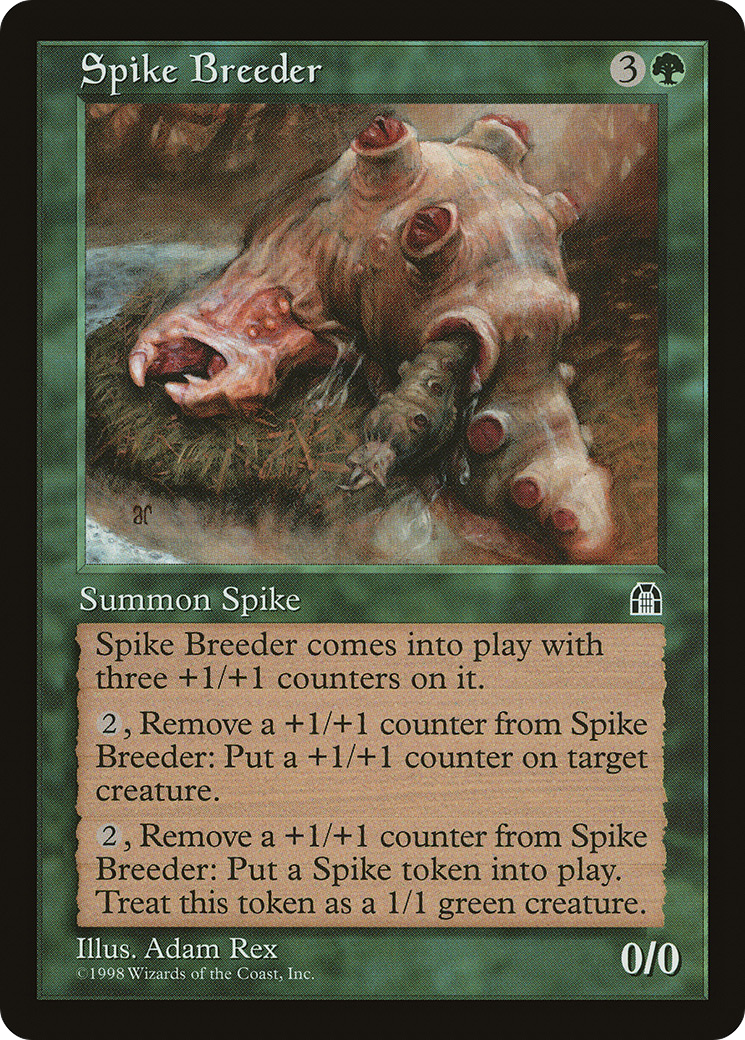 Spike Breeder 3
Summon Spike
Spike Breeder comes into play with
three +1/+1 counters on it.
2, Remove a +1/+1 counter from Spike
Breeder: Put a +1/+1 counter on target
creature.
2, Remove a +1/+1 counter from Spike
Breeder: Put a Spike token into play.
Treat this token as a 1/1 green creature.
Illus. Adam Rex
©1998 Wizards of the Coast, Inc.
0/0